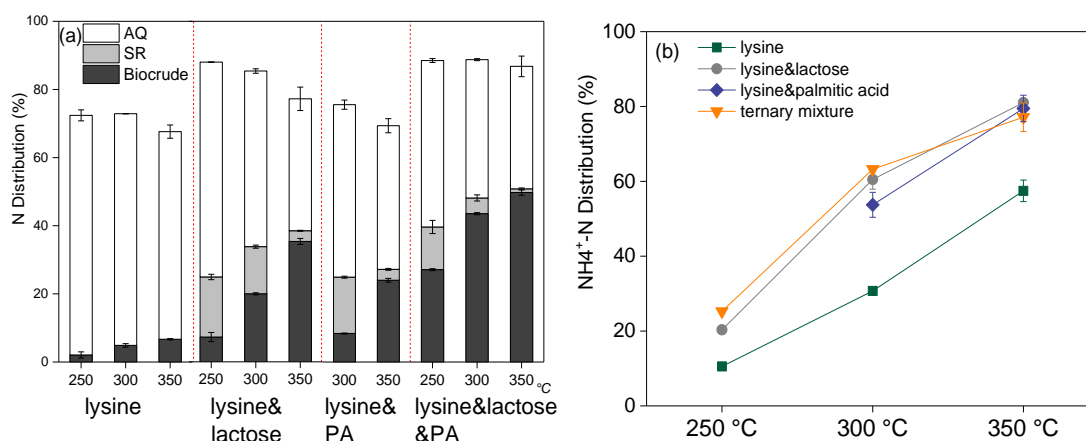 (a)
AQ
SR
Biocrude
N Distribution (%)
100
80
60
40
20
0
250 300 350 250 300 350 300 350 250 300 350 °C
lysine lysine& lysine& lysine&lactose
lactose PA &PA
(b)
lysine
lysine&lactose
lysine&palmitic acid
ternary mixture
NH4⁺-N Distribution (%)
100
80
60
40
20
0
250 °C 300 °C 350 °C